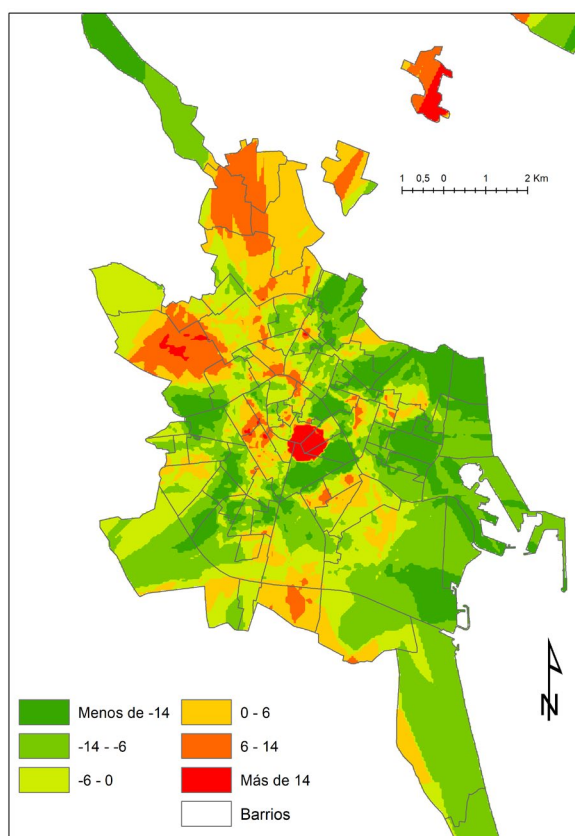 1 0,5 0 1 2 Km
N
Menos de -14
-14 - -6
-6 - 0
0 - 6
6 - 14
Más de 14
Barrios